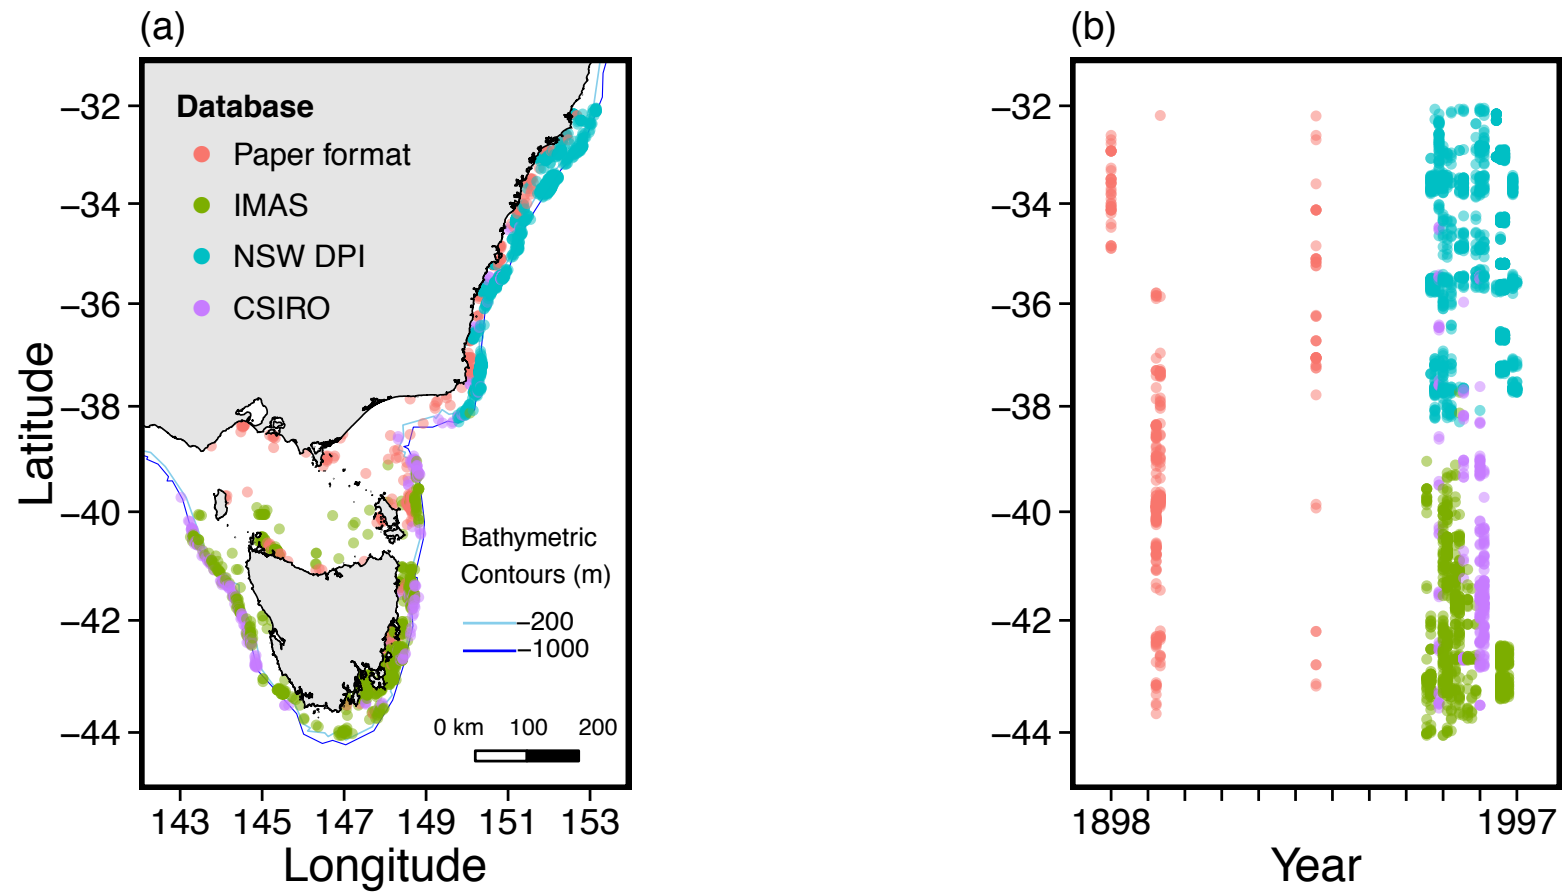 (a)
Database
Paper format
IMAS
NSW DPI
CSIRO
−32
−34
−36
−38
−40
−42
−44
Latitude
Bathymetric
Contours (m)
−200
−1000
0 km 100 200
143 145 147 149 151 153
Longitude
(b)
−32
−34
−36
−38
−40
−42
−44
1898 1997
Year